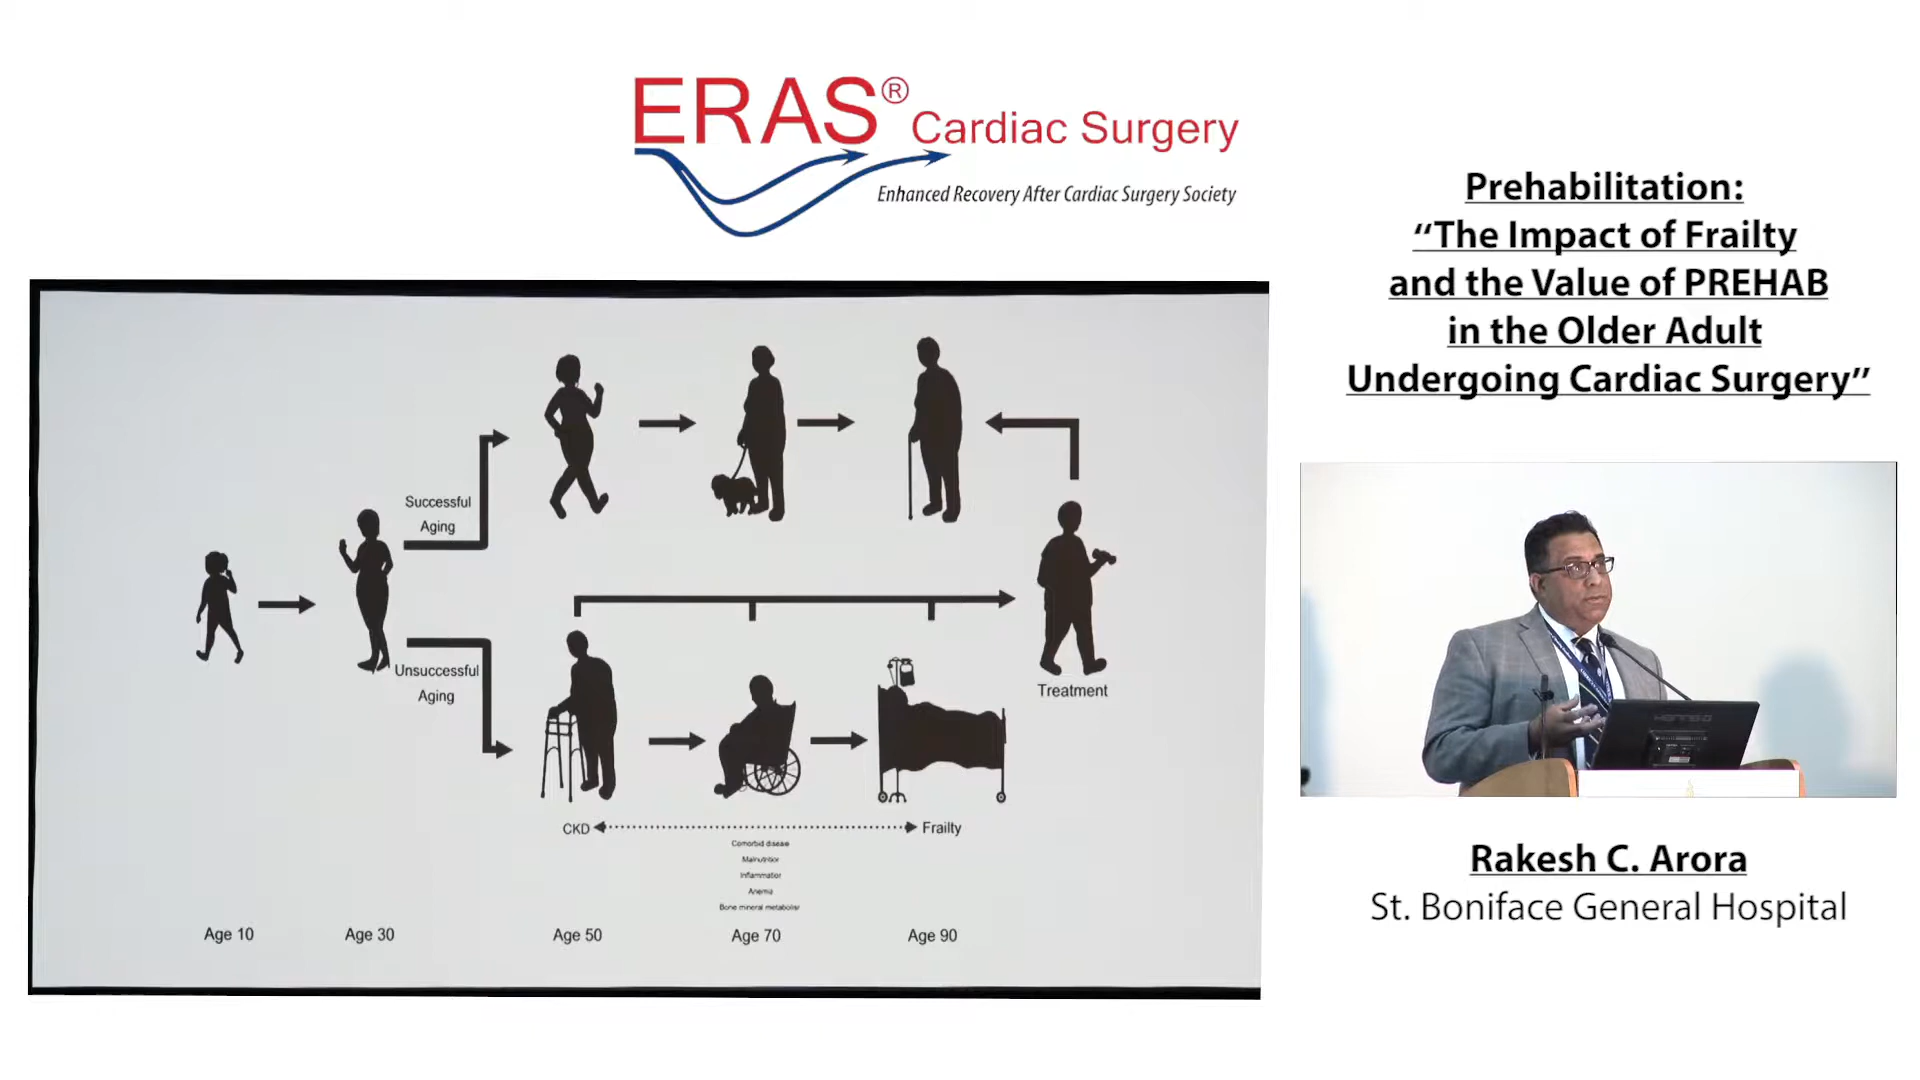 ERAS® Cardiac Surgery
Enhanced Recovery After Cardiac Surgery Society
Prehabilitation:
“The Impact of Frailty
and the Value of PREHAB
in the Older Adult
Undergoing Cardiac Surgery”
Successful
Aging
Unsuccessful
Aging
Treatment
CKD
Frailty
Comorbid disease
Malnutrition
Inflammation
Anemia
Bone mineral metabolism
Age 10
Age 30
Age 50
Age 70
Age 90
Rakesh C. Arora
St. Boniface General Hospital